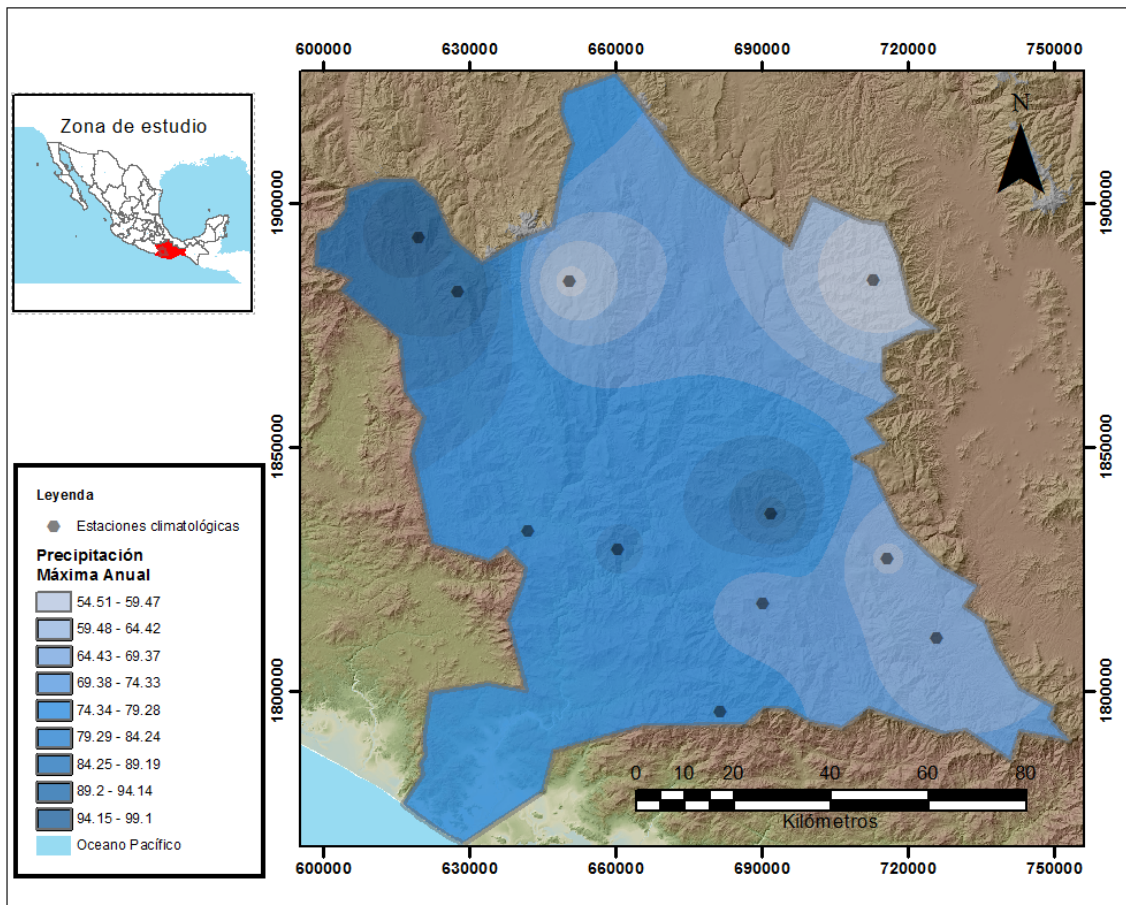 Zona de estudio
600000 630000 660000 690000 720000 750000
N
1900000 1900000
1850000 1850000
1800000 1800000
Leyenda
Estaciones climatológicas
Precipitación
Máxima Anual
54.51 - 59.47
59.48 - 64.42
64.43 - 69.37
69.38 - 74.33
74.34 - 79.28
79.29 - 84.24
84.25 - 89.19
89.2 - 94.14
94.15 - 99.1
Oceano Pacífico
0 10 20 40 60 80
Kilómetros
600000 630000 660000 690000 720000 750000